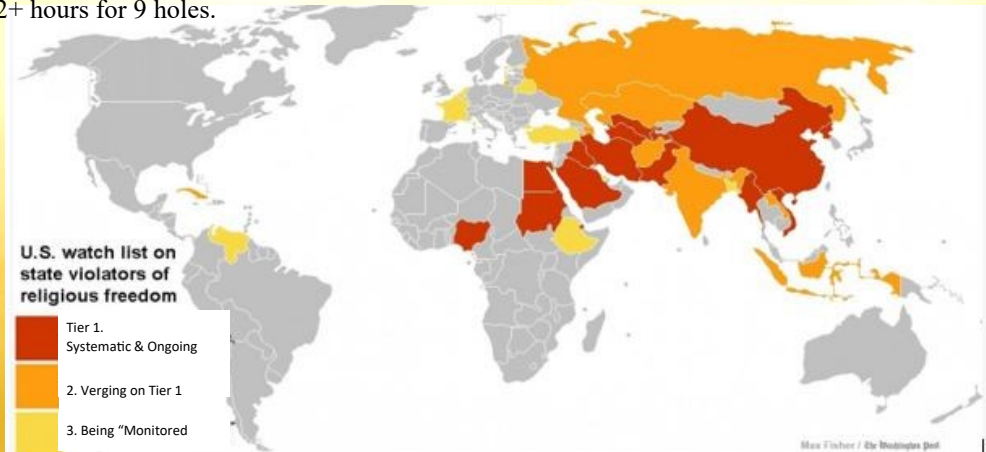 2+ hours for 9 holes.
U.S. watch list on
state violators of
religious freedom
Tier 1.
Systematic & Ongoing
2. Verging on Tier 1
3. Being “Monitored
Max Fisher / The Washington Post